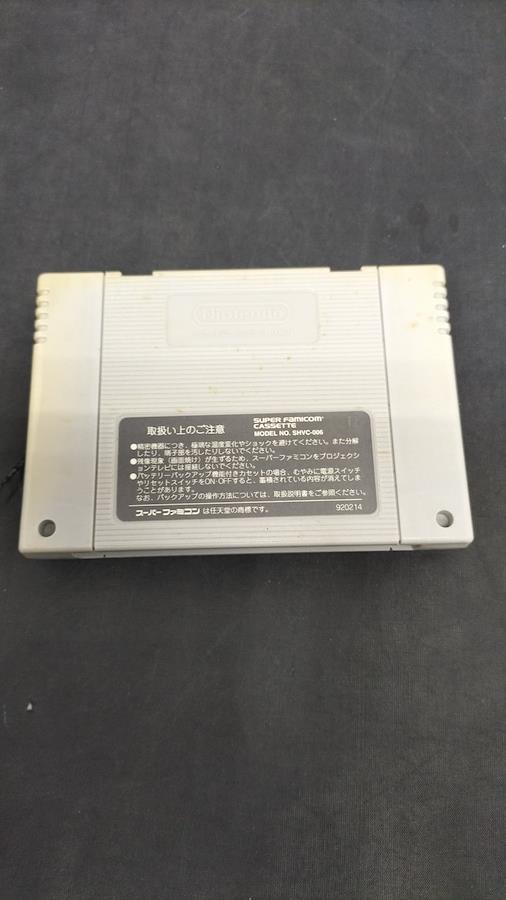 Nintendo
取扱い上のご注意
SUPER FAMICOM
CASSETTE
MODEL NO. SHVC-006
●精密機器につき、極端な温度変化やショックを避けてください。また分解
したり、端子部を汚したりしないでください。
●残像現象（画面焼け）が生ずるため、スーパーファミコンをプロジェクシ
ョンテレビには接続しないでください。
●バッテリーバックアップ機能付きカセットの場合、むやみに電源スイッチ
やリセットスイッチをON・OFFすると、蓄積されている内容が消えてしま
うことがあります。
なお、バックアップの操作方法については、取扱説明書をご参照ください。
スーパーファミコン は任天堂の商標です。
920214